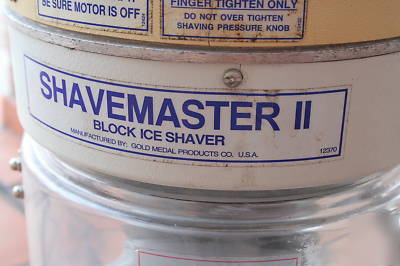 BE SURE MOTOR IS OFF
FINGER TIGHTEN ONLY
DO NOT OVER TIGHTEN
SHAVING PRESSURE KNOB
SHAVEMASTER II
BLOCK ICE SHAVER
MANUFACTURED BY: GOLD MEDAL PRODUCTS CO. U.S.A.
12370